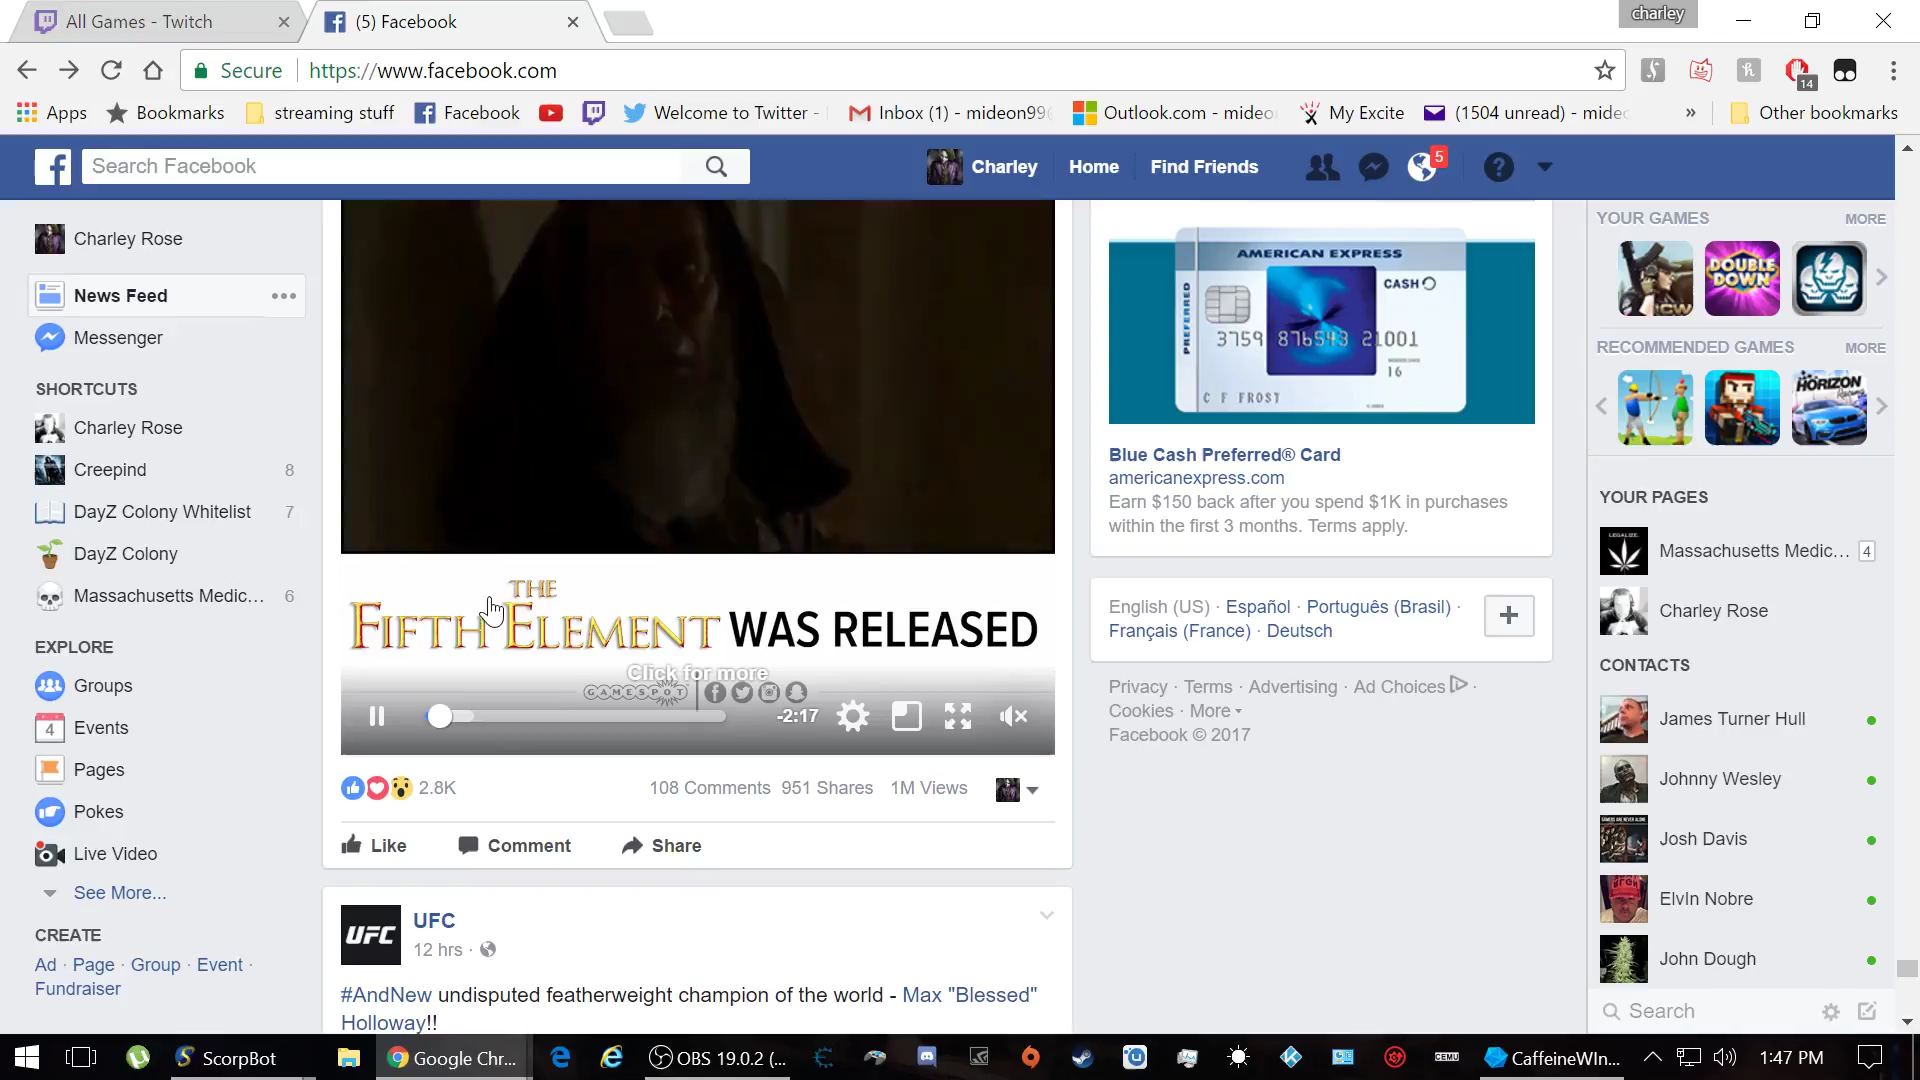 All Games - Twitch
(5) Facebook
charley
Secure
https://www.facebook.com
14
Apps
Bookmarks
streaming stuff
Facebook
Welcome to Twitter -
Inbox (1) - mideon99
Outlook.com - mideo
My Excite
(1504 unread) - mide
»
Other bookmarks
Search Facebook
Charley
Home
Find Friends
5
Charley Rose
News Feed
Messenger
SHORTCUTS
Charley Rose
Creepind 8
DayZ Colony Whitelist 7
DayZ Colony
Massachusetts Medic... 6
EXPLORE
Groups
4 Events
Pages
Pokes
Live Video
See More...
CREATE
Ad · Page · Group · Event ·
Fundraiser
THE
FIFTH ELEMENT WAS RELEASED
Click for more
GAMESPOT
-2:17
2.8K
108 Comments 951 Shares 1M Views
Like
Comment
Share
UFC
UFC
12 hrs ·
#AndNew undisputed featherweight champion of the world - Max "Blessed"
Holloway!!
AMERICAN EXPRESS
CASH
PREFERRED
3759 876543 21001
16
C F FROST
Blue Cash Preferred® Card
americanexpress.com
Earn $150 back after you spend $1K in purchases
within the first 3 months. Terms apply.
English (US) · Español · Português (Brasil) ·
Français (France) · Deutsch
Privacy · Terms · Advertising · Ad Choices ·
Cookies · More
Facebook © 2017
YOUR GAMES
MORE
DOUBLE DOWN
RECOMMENDED GAMES
MORE
HORIZON
YOUR PAGES
LEGALIZE
Massachusetts Medic... 4
Charley Rose
CONTACTS
James Turner Hull
Johnny Wesley
Josh Davis
ElvIn Nobre
John Dough
Search
ScorpBot
Google Chr...
OBS 19.0.2 (...
CEMU
CaffeineWIn...
1:47 PM